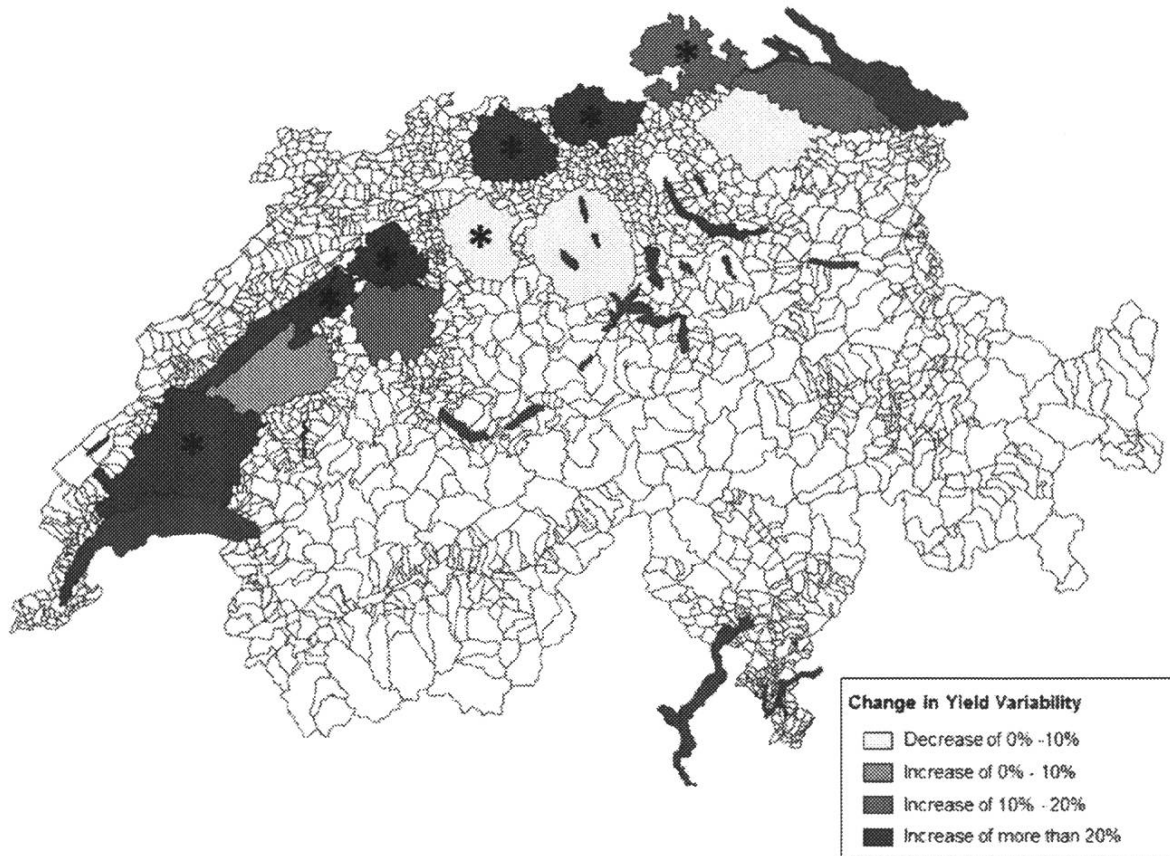 Change in Yield Variability
Decrease of 0% -10%
Increase of 0% - 10%
Increase of 10% - 20%
Increase of more than 20%